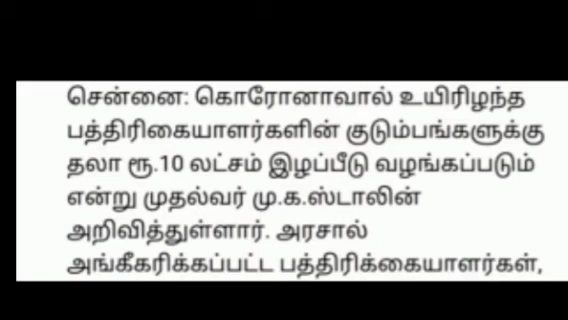 சென்னை: கொரோனாவால் உயிரிழந்த
பத்திரிகையாளர்களின் குடும்பங்களுக்கு
தலா ரூ.10 லட்சம் இழப்பீடு வழங்கப்படும்
என்று முதல்வர் மு.க.ஸ்டாலின்
அறிவித்துள்ளார். அரசால்
அங்கீகரிக்கப்பட்ட பத்திரிக்கையாளர்கள்,